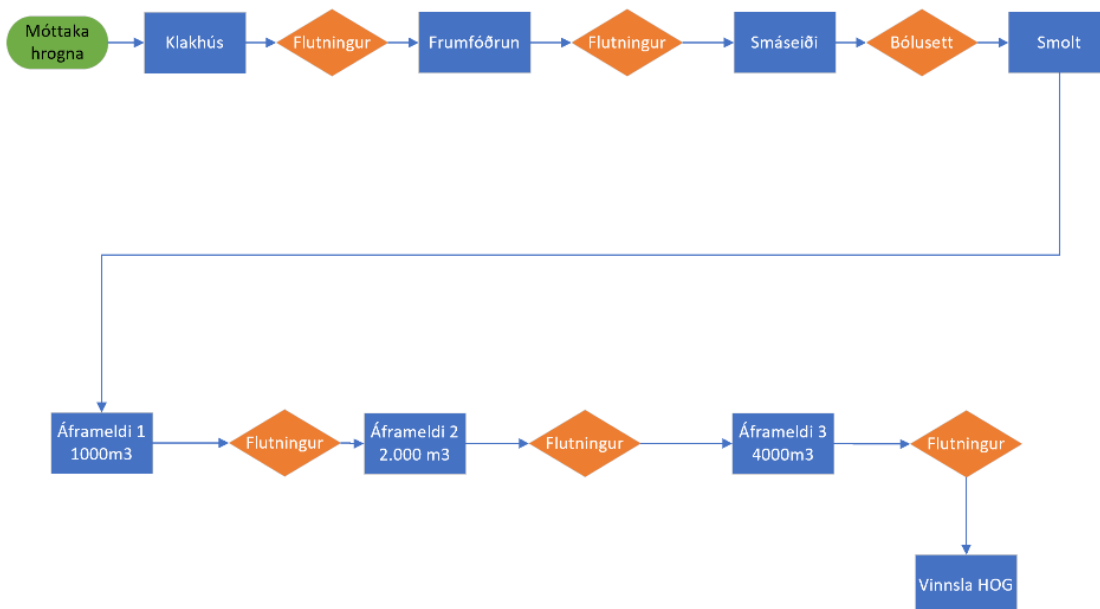 Móttaka
hrogna
Klakhús
Flutningur
Frumfóðrun
Flutningur
Smáseiði
Bólusett
Smolt
Áframeldi 1
1000m3
Flutningur
Áframeldi 2
2.000 m3
Flutningur
Áframeldi 3
4000m3
Flutningur
Vinnsla HOG